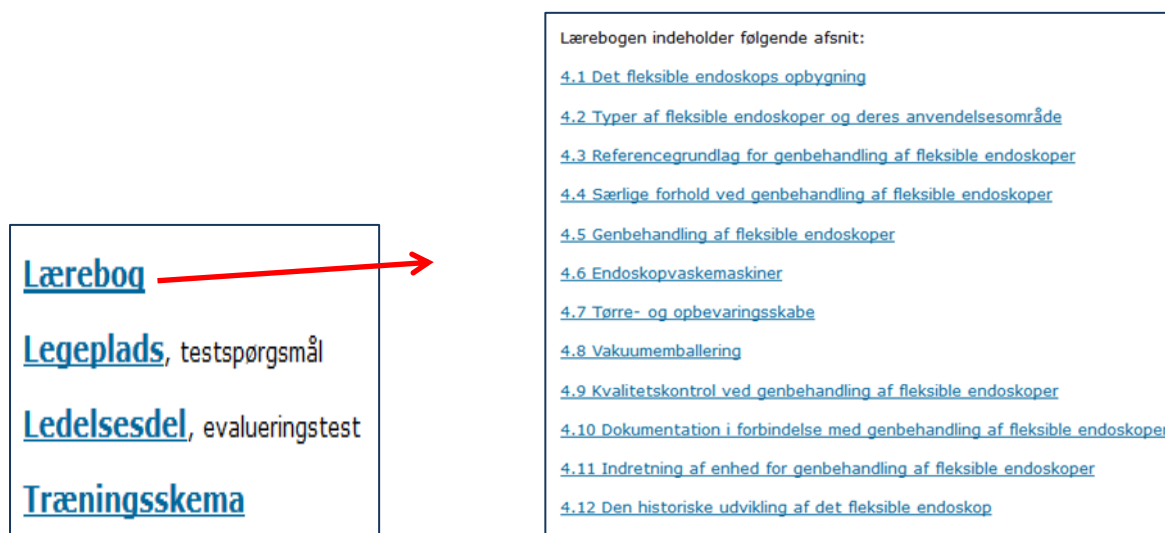 Lærebog
Legeplads, testspørgsmål
Ledelsesdel, evalueringstest
Træningsskema
Lærebogen indeholder følgende afsnit:
4.1 Det fleksible endoskops opbygning
4.2 Typer af fleksible endoskoper og deres anvendelsesområde
4.3 Referencegrundlag for genbehandling af fleksible endoskoper
4.4 Særlige forhold ved genbehandling af fleksible endoskoper
4.5 Genbehandling af fleksible endoskoper
4.6 Endoskopvaskemaskiner
4.7 Tørre- og opbevaringsskabe
4.8 Vakuumemballering
4.9 Kvalitetskontrol ved genbehandling af fleksible endoskoper
4.10 Dokumentation i forbindelse med genbehandling af fleksible endoskoper
4.11 Indretning af enhed for genbehandling af fleksible endoskoper
4.12 Den historiske udvikling af det fleksible endoskop